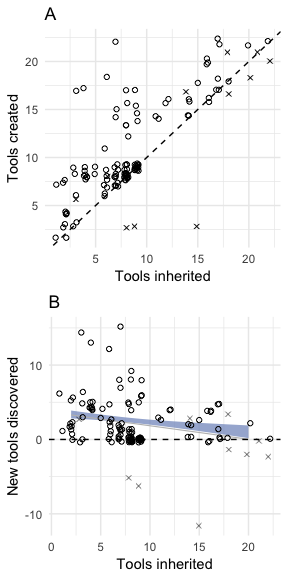 A
Tools created
20
15
10
5
5 10 15 20
Tools inherited
B
New tools discovered
10
0
-10
0 5 10 15 20
Tools inherited